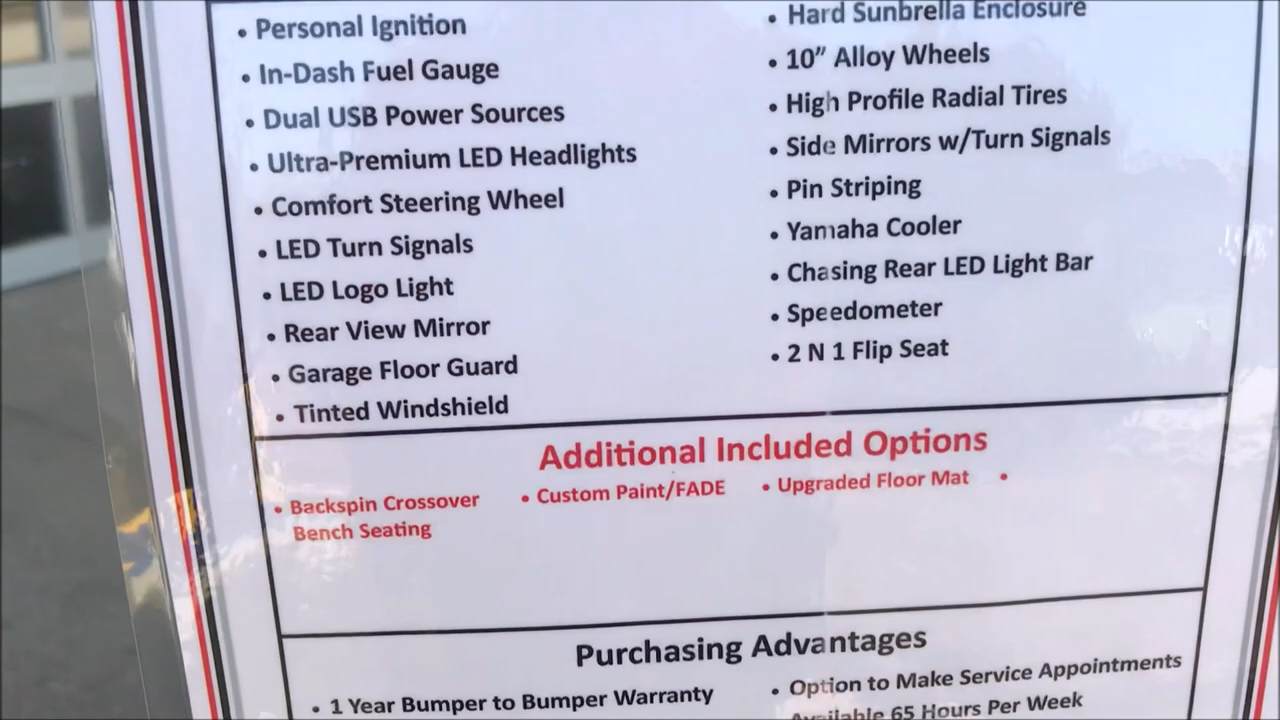 • Personal Ignition
• In-Dash Fuel Gauge
• Dual USB Power Sources
• Ultra-Premium LED Headlights
• Comfort Steering Wheel
• LED Turn Signals
• LED Logo Light
• Rear View Mirror
• Garage Floor Guard
• Tinted Windshield
• Hard Sunbrella Enclosure
• 10” Alloy Wheels
• High Profile Radial Tires
• Side Mirrors w/Turn Signals
• Pin Striping
• Yamaha Cooler
• Chasing Rear LED Light Bar
• Speedometer
• 2 N 1 Flip Seat
Additional Included Options
• Backspin Crossover
Bench Seating
• Custom Paint/FADE
• Upgraded Floor Mat
•
Purchasing Advantages
• 1 Year Bumper to Bumper Warranty
• Option to Make Service Appointments
Available 65 Hours Per Week